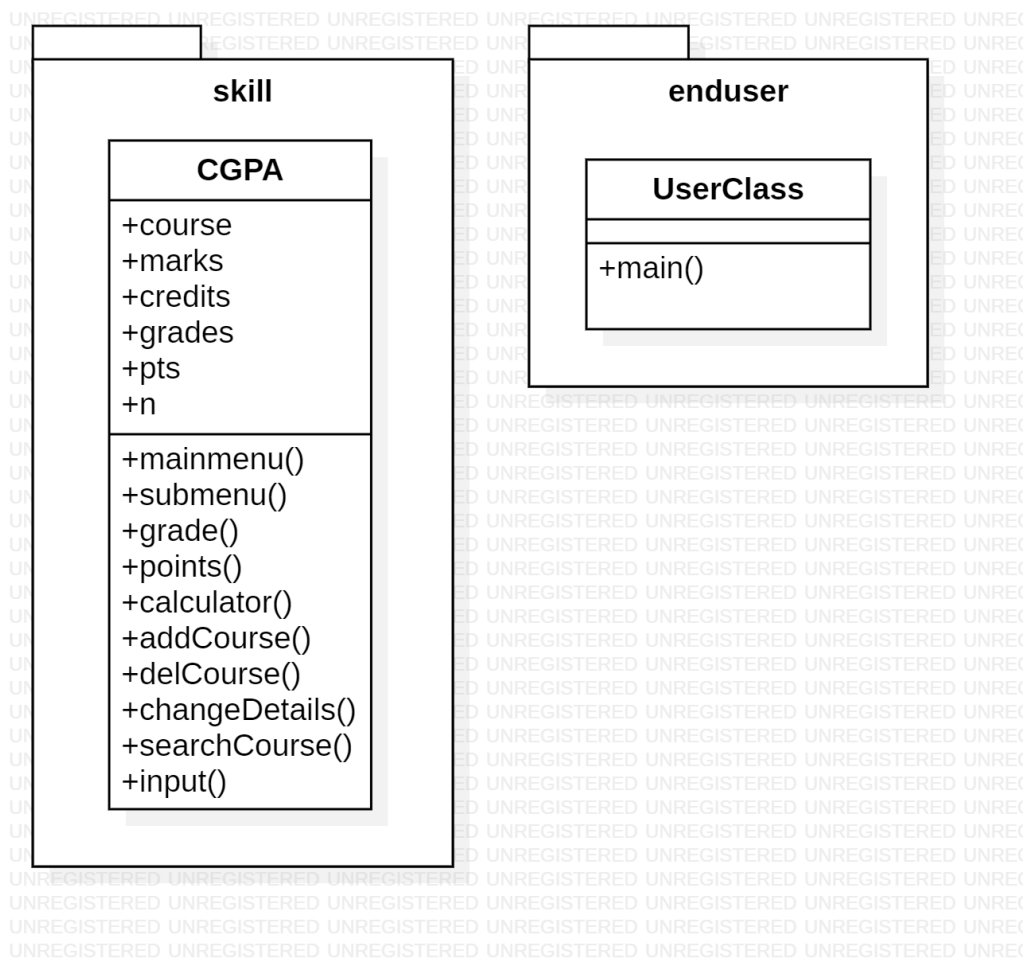 skill
CGPA
+course
+marks
+credits
+grades
+pts
+n
+mainmenu()
+submenu()
+grade()
+points()
+calculator()
+addCourse()
+delCourse()
+changeDetails()
+searchCourse()
+input()
enduser
UserClass
+main()
UNREGISTERED